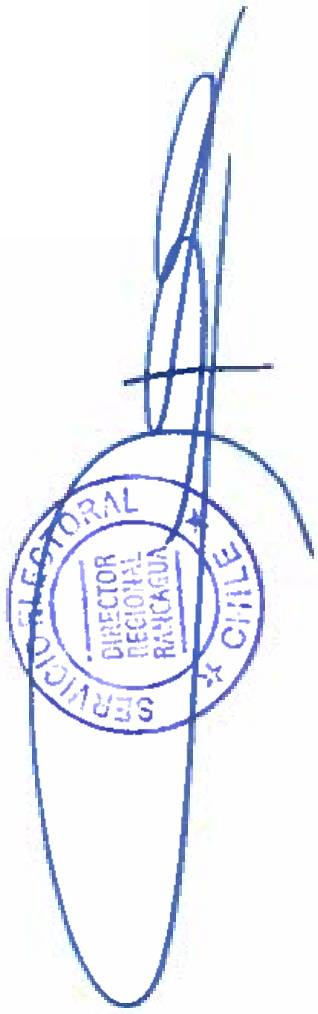 SERVICIO ELECTORAL
★ CHILE ★
DIRECTOR
REGIONAL
RANCAGUA